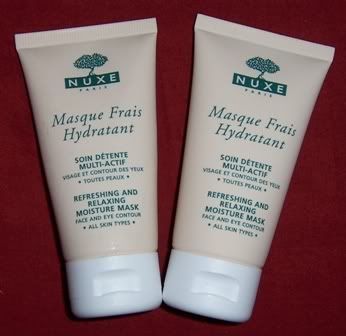 NUXE
PARIS
Masque Frais
Hydratant
SOIN DÉTENTE
MULTI-ACTIF
VISAGE ET CONTOUR DES YEUX
• TOUTES PEAUX •
REFRESHING AND
RELAXING
MOISTURE MASK
FACE AND EYE CONTOUR
• ALL SKIN TYPES •
NUXE
PARIS
Masque Frais
Hydratant
SOIN DÉTENTE
MULTI-ACTIF
VISAGE ET CONTOUR DES YEUX
• TOUTES PEAUX •
REFRESHING AND
RELAXING
MOISTURE MASK
FACE AND EYE CONTOUR
• ALL SKIN TYPES •